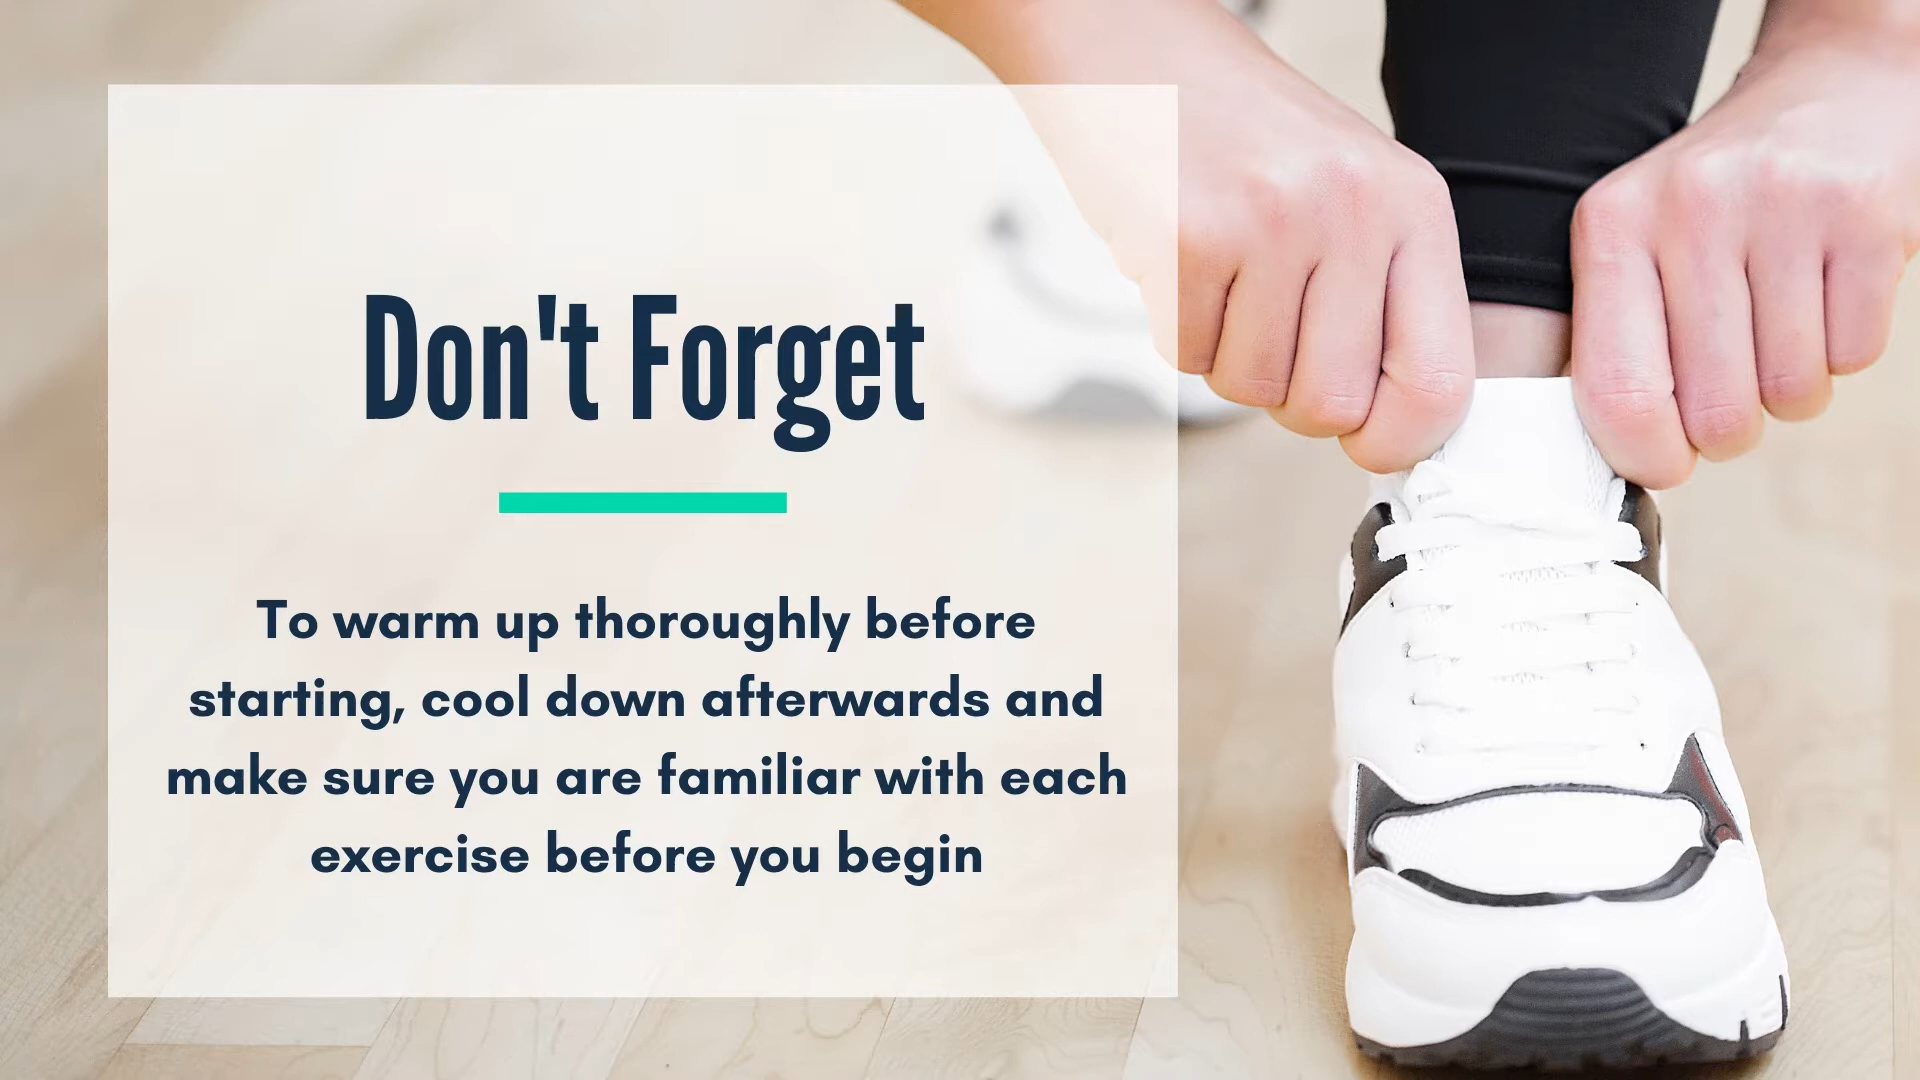 Don't Forget
To warm up thoroughly before
starting, cool down afterwards and
make sure you are familiar with each
exercise before you begin